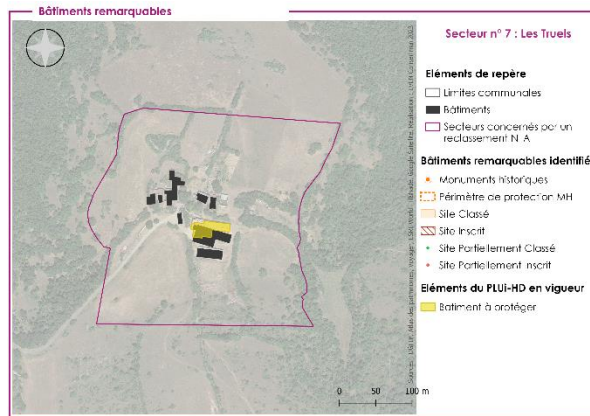 Bâtiments remarquables
Secteur n° 7 : Les Truels
Eléments de repère
Limites communales
Bâtiments
Secteurs concernés par un
reclassement N A
Bâtiments remarquables identifié
Monuments historiques
Périmètre de protection MH
Site Classé
Site Inscrit
Site Partiellement Classé
Site Partiellement Inscrit
Eléments du PLUi-HD en vigueur
Batiment à protéger
0 50 100 m